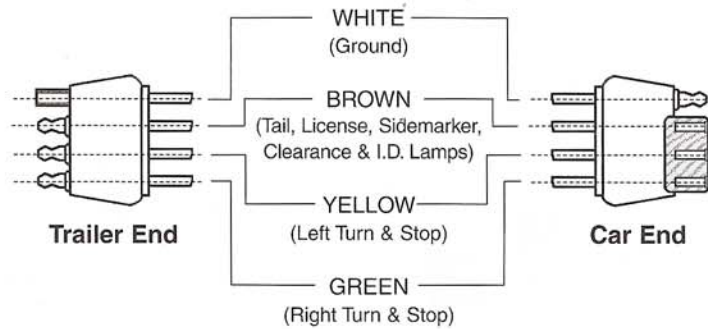 WHITE
(Ground)
BROWN
(Tail, License, Sidemarker,
Clearance & I.D. Lamps)
YELLOW
(Left Turn & Stop)
GREEN
(Right Turn & Stop)
Trailer End
Car End